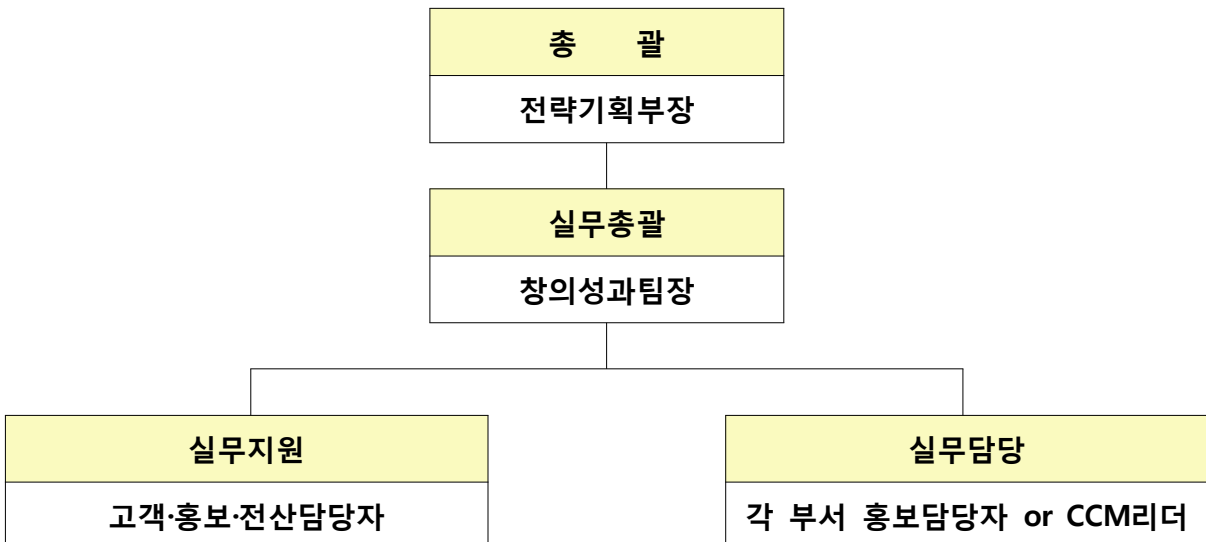 총 괄
전략기획부장
실무총괄
창의성과팀장
실무지원
실무담당
고객·홍보·전산담당자
각 부서 홍보담당자 or CCM리더